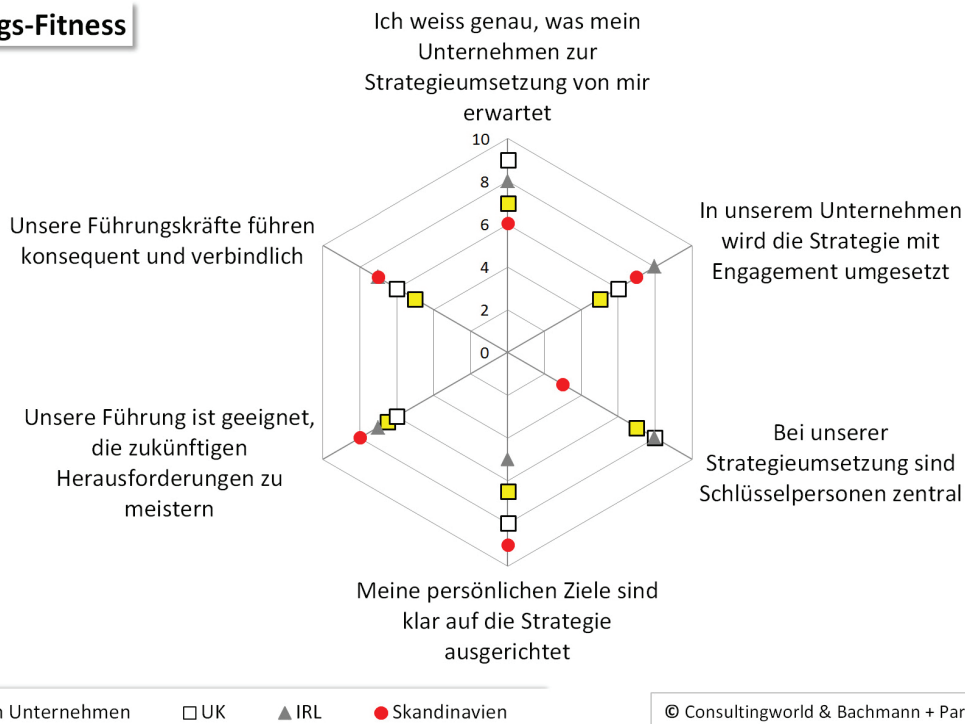 gs-Fitness
Ich weiss genau, was mein
Unternehmen zur
Strategieumsetzung von mir
erwartet
10
8
6
4
2
0
In unserem Unternehmen
wird die Strategie mit
Engagement umgesetzt
Bei unserer
Strategieumsetzung sind
Schlüsselpersonen zentral
Meine persönlichen Ziele sind
klar auf die Strategie
ausgerichtet
Unsere Führung ist geeignet,
die zukünftigen
Herausforderungen zu
meistern
Unsere Führungskräfte führen
konsequent und verbindlich
n Unternehmen
UK
IRL
Skandinavien
© Consultingworld & Bachmann + Par